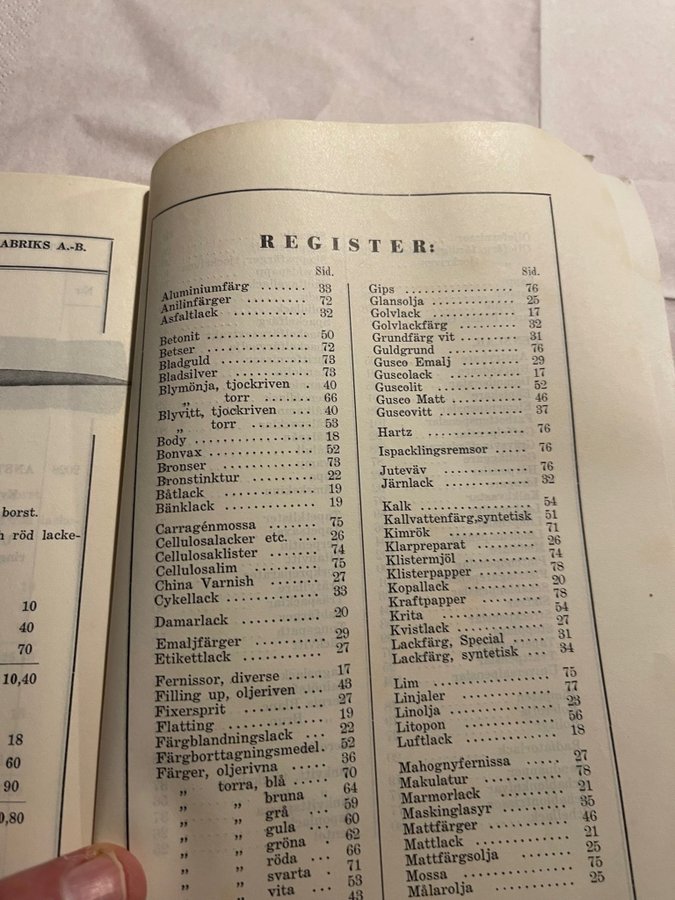 ABRIKS A.-B.
borst.
röd lacke-
10
40
70
10,40
18
60
90
0,80
REGISTER:
Sid.
Aluminiumfärg ....... 33
Anilinfärger ......... 72
Asfaltlack ............ 32
Betonit ............... 50
Betser ................ 72
Bladguld .............. 73
Bladsilver ............ 73
Blymönja, tjockriven . 40
„ torr ....... 66
Blyvitt, tjockriven .... 40
„ torr ......... 53
Body .................. 18
Bonvax ................ 52
Bronser ............... 73
Bronstinktur .......... 22
Båtlack ............... 19
Bänklack .............. 19
Carragénmossa ........ 75
Cellulosalacker etc. ... 26
Cellulosaklister ....... 74
Cellulosalim .......... 75
China Varnish ........ 27
Cykellack ............. 33
Damarlack ............ 20
Emaljfärger .......... 29
Etikettlack ........... 27
Fernissor, diverse .... 17
Filling up, oljeriven ... 43
Fixersprit ............ 27
Flatting .............. 19
Färgblandningslack ... 22
Färgborttagningsmedel. 52
Färger, oljerivna ..... 36
„ torra, blå .... 70
„ „ bruna . 64
„ „ grå ... 59
„ „ gula .. 60
„ „ gröna . 62
„ „ röda ... 66
„ „ svarta . 71
„ „ vita ... 53
43
Sid.
Gips .................. 76
Glansolja ............. 25
Golvlack .............. 17
Golvlackfärg .......... 32
Grundfärg vit ......... 31
Guldgrund ............ 76
Gusco Emalj .......... 29
Guscolack ............. 17
Guscolit .............. 52
Gusco Matt ........... 46
Guscovitt ............. 37
Hartz ................. 76
Ispacklingsremsor ..... 76
Juteväv ............... 76
Järnlack .............. 32
Kalk .................. 54
Kallvattenfärg,syntetisk 51
Kimrök ............... 71
Klarpreparat .......... 26
Klistermjöl ........... 74
Klisterpapper ......... 78
Kopallack ............. 20
Kraftpapper .......... 78
Krita ................. 54
Kvistlack ............. 27
Lackfärg, Special ..... 31
Lackfärg, syntetisk ... 34
Lim ................... 75
Linjaler .............. 77
Linolja ............... 23
Litopon ............... 56
Luftlack .............. 18
Mahognyfernissa ...... 27
Makulatur ............ 78
Marmorlack .......... 21
Maskinglasyr ......... 35
Mattfärger ........... 46
Mattlack ............. 21
Mattfärgsolja ........ 25
Mossa ................ 75
Målarolja ............ 25